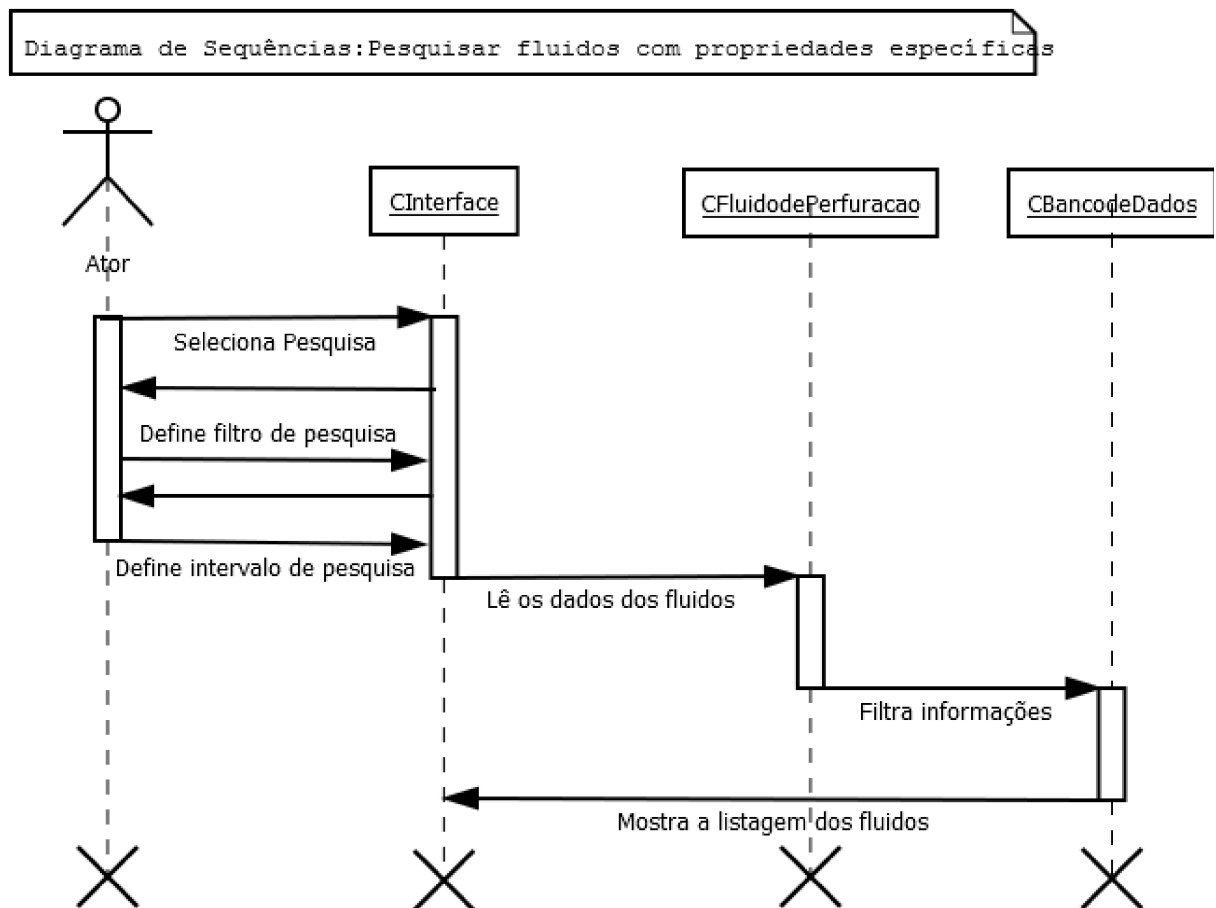 Diagrama de Sequências:Pesquisar fluidos com propriedades específicas
CInterface
CFluidodePerfuracao
CBancodeDados
Ator
Seleciona Pesquisa
Define filtro de pesquisa
Define intervalo de pesquisa
Lê os dados dos fluidos
Filtra informações
Mostra a listagem dos fluidos